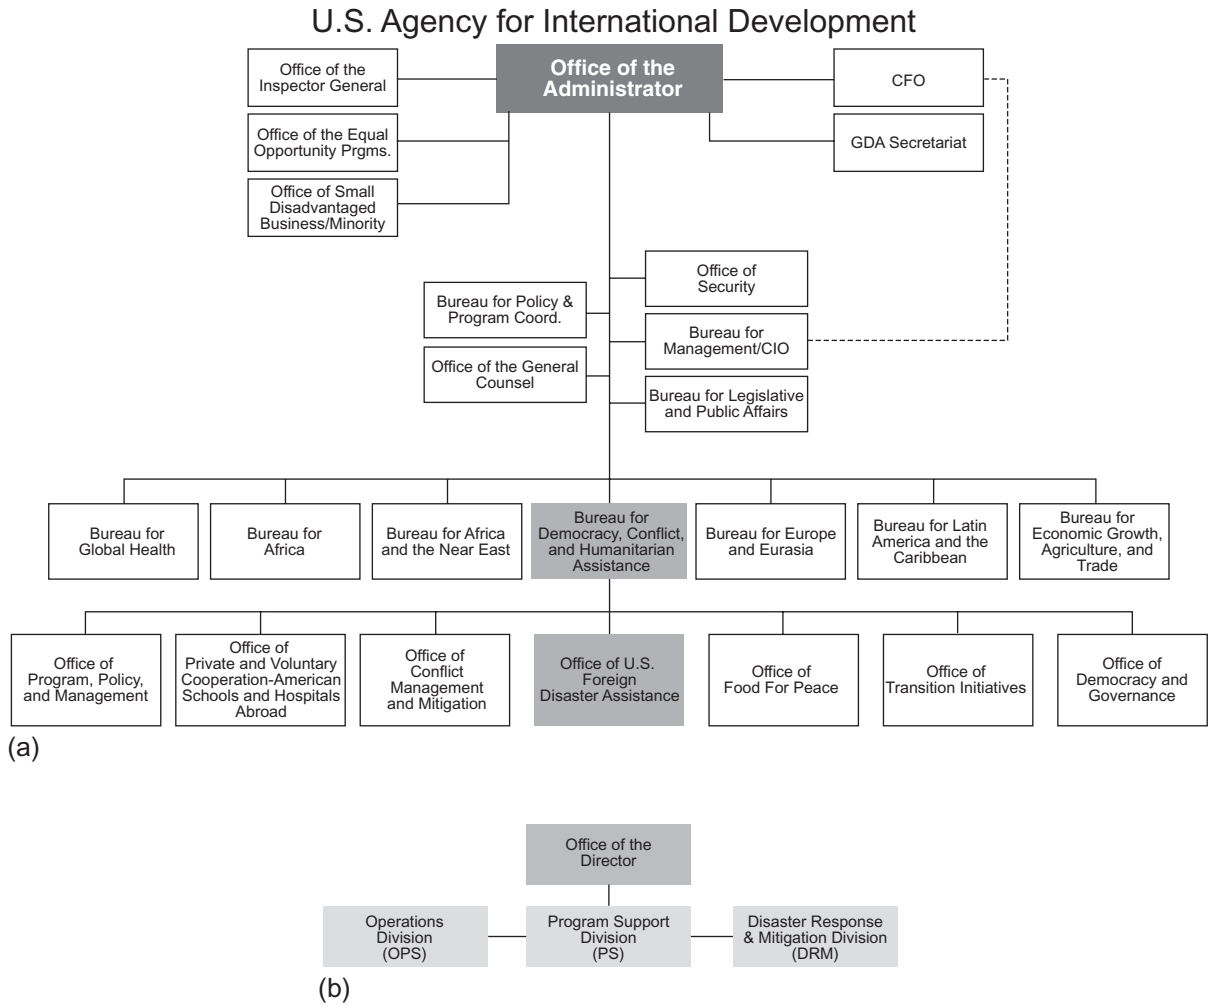 U.S. Agency for International Development
Office of the
Inspector General
Office of the
Administrator
CFO
Office of the Equal
Opportunity Prgms.
GDA Secretariat
Office of Small
Disadvantaged
Business/Minority
Office of
Security
Bureau for Policy &
Program Coord.
Bureau for
Management/CIO
Office of the General
Counsel
Bureau for Legislative
and Public Affairs
Bureau for
Global Health
Bureau for
Africa
Bureau for Africa
and the Near East
Bureau for
Democracy, Conflict,
and Humanitarian
Assistance
Bureau for Europe
and Eurasia
Bureau for Latin
America and the
Caribbean
Bureau for
Economic Growth,
Agriculture, and
Trade
Office of
Program, Policy,
and Management
Office of
Private and Voluntary
Cooperation-American
Schools and Hospitals
Abroad
Office of
Conflict
Management
and Mitigation
Office of U.S.
Foreign
Disaster Assistance
Office of
Food For Peace
Office of
Transition Initiatives
Office of
Democracy and
Governance
(a)
Office of the
Director
Operations
Division
(OPS)
Program Support
Division
(PS)
Disaster Response
& Mitigation Division
(DRM)
(b)